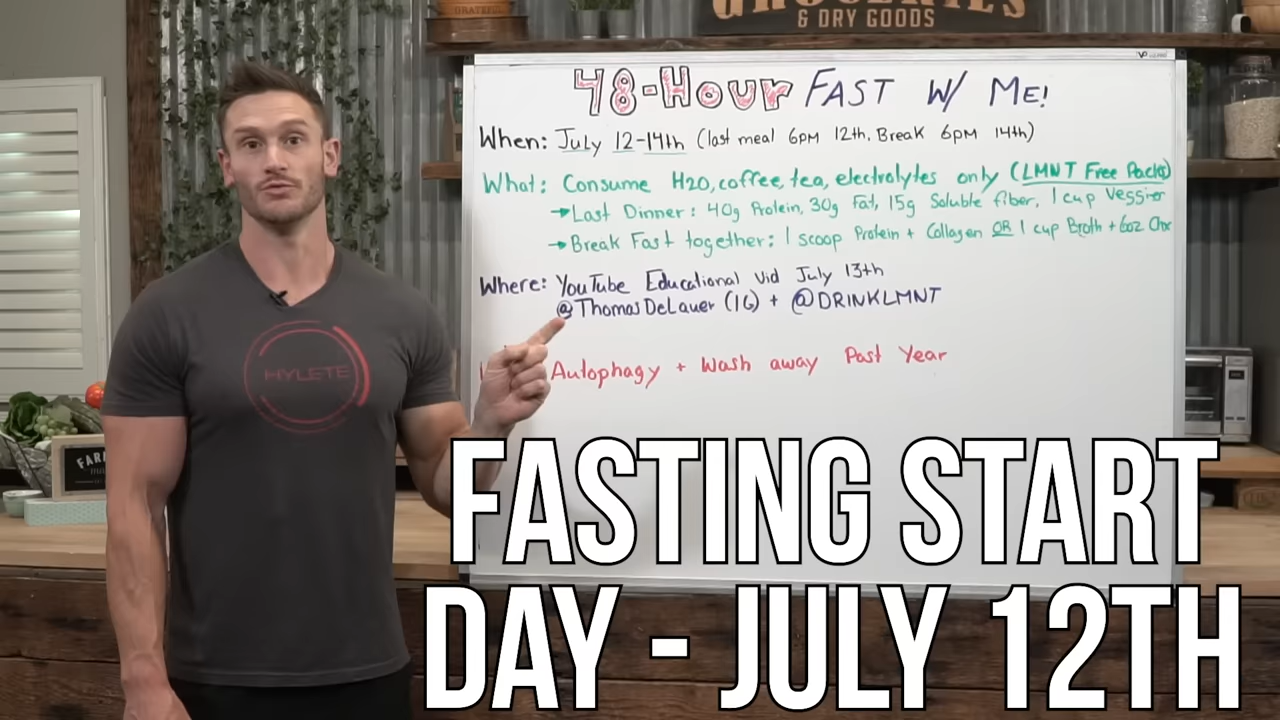 GROCERIES
& DRY GOODS
GRATEFUL
48-Hour FAST W/ ME!
When: July 12-14th (last meal 6PM 12th, Break 6pm 14th)
What: Consume H2O, coffee, tea, electrolytes only (LMNT Free Packs)
→ Last Dinner: 40g Protein, 30g Fat, 15g Soluble fiber, 1 cup Veggies
→ Break Fast together: 1 scoop Protein + Collagen OR 1 cup Broth + 6oz Chx
Where: YouTube Educational Vid July 13th
@ThomasDeLauer (IG) + @DRINKLMNT
Autophagy + Wash away Past Year
HYLETE
FARM
FASTING START
DAY - JULY 12TH